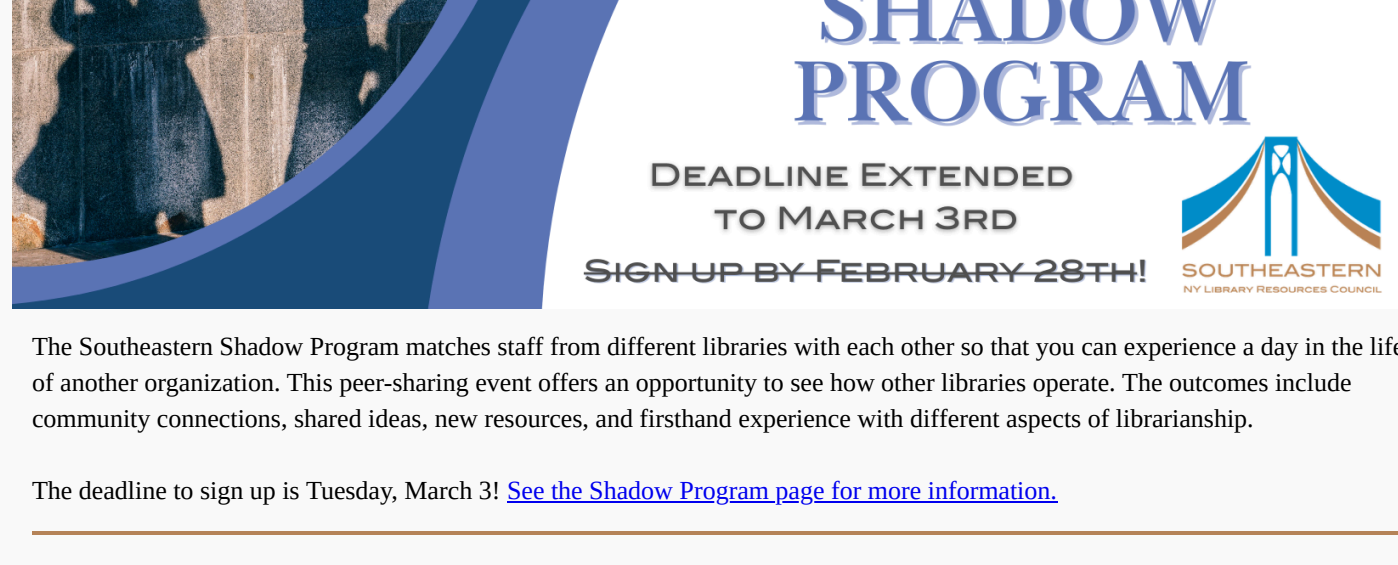 SHADOW
PROGRAM
DEADLINE EXTENDED
TO MARCH 3RD
SIGN UP BY FEBRUARY 28TH!
SOUTHEASTERN
NY LIBRARY RESOURCES COUNCIL
The Southeastern Shadow Program matches staff from different libraries with each other so that you can experience a day in the life
of another organization. This peer-sharing event offers an opportunity to see how other libraries operate. The outcomes include
community connections, shared ideas, new resources, and firsthand experience with different aspects of librarianship.
The deadline to sign up is Tuesday, March 3! See the Shadow Program page for more information.